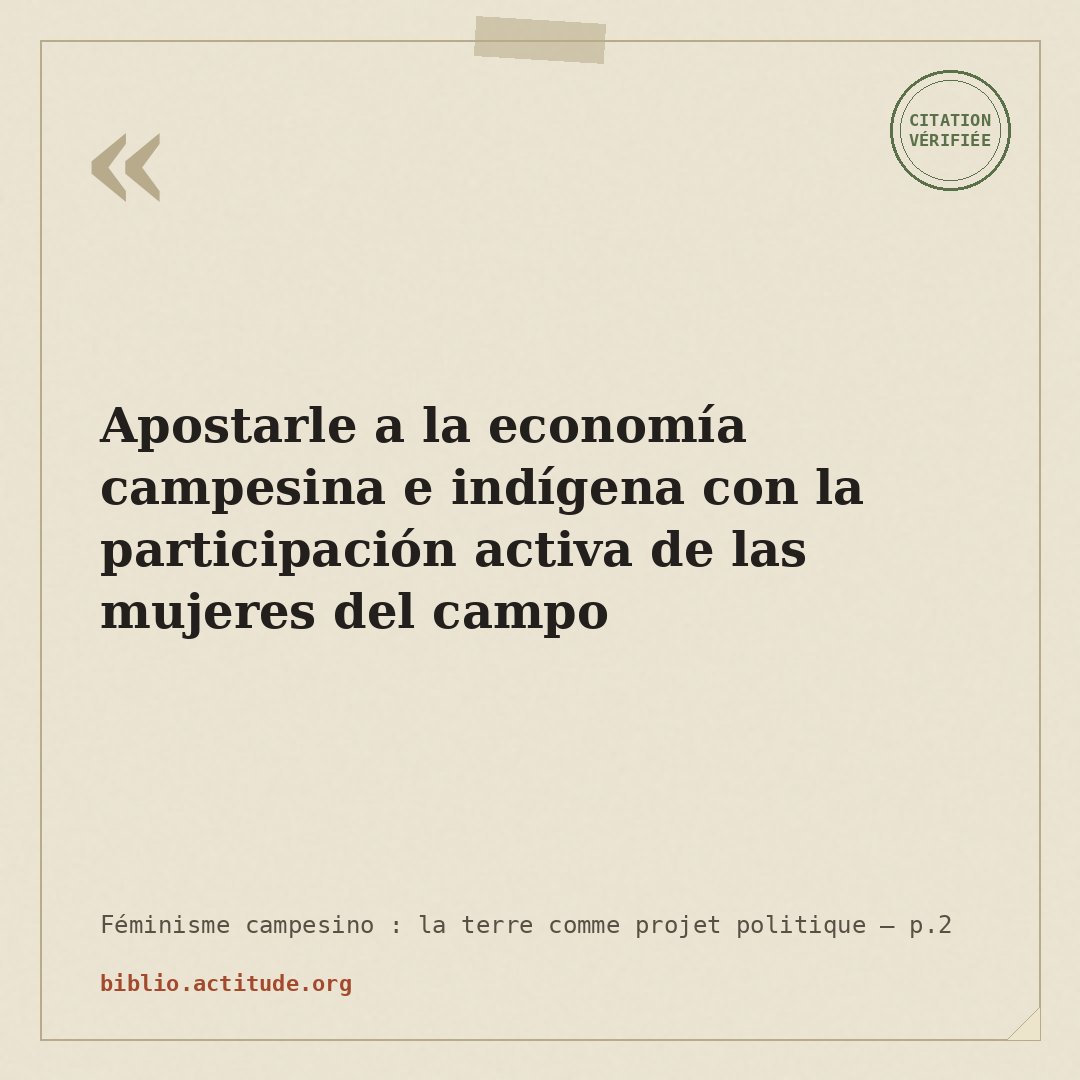 CITATION
VÉRIFIÉE
«
Apostarle a la economía
campesina e indígena con la
participación activa de las
mujeres del campo
Féminisme campesino : la terre comme projet politique — p.2
biblio.actitude.org